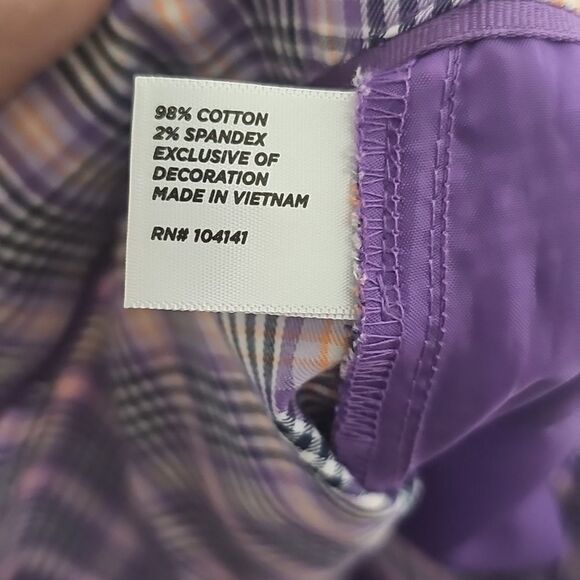 98% COTTON
2% SPANDEX
EXCLUSIVE OF
DECORATION
MADE IN VIETNAM
RN# 104141